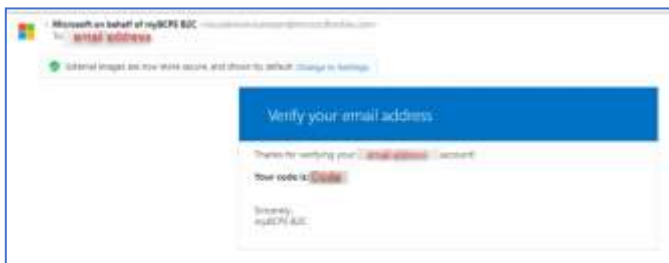 Microsoft on behalf of myBCPS B2C
To: email address
External images are now more secure, and shown by default. Change in Settings
Verify your email address
Thanks for verifying your email address account!
Your code is: Code
Sincerely,
myBCPS B2C